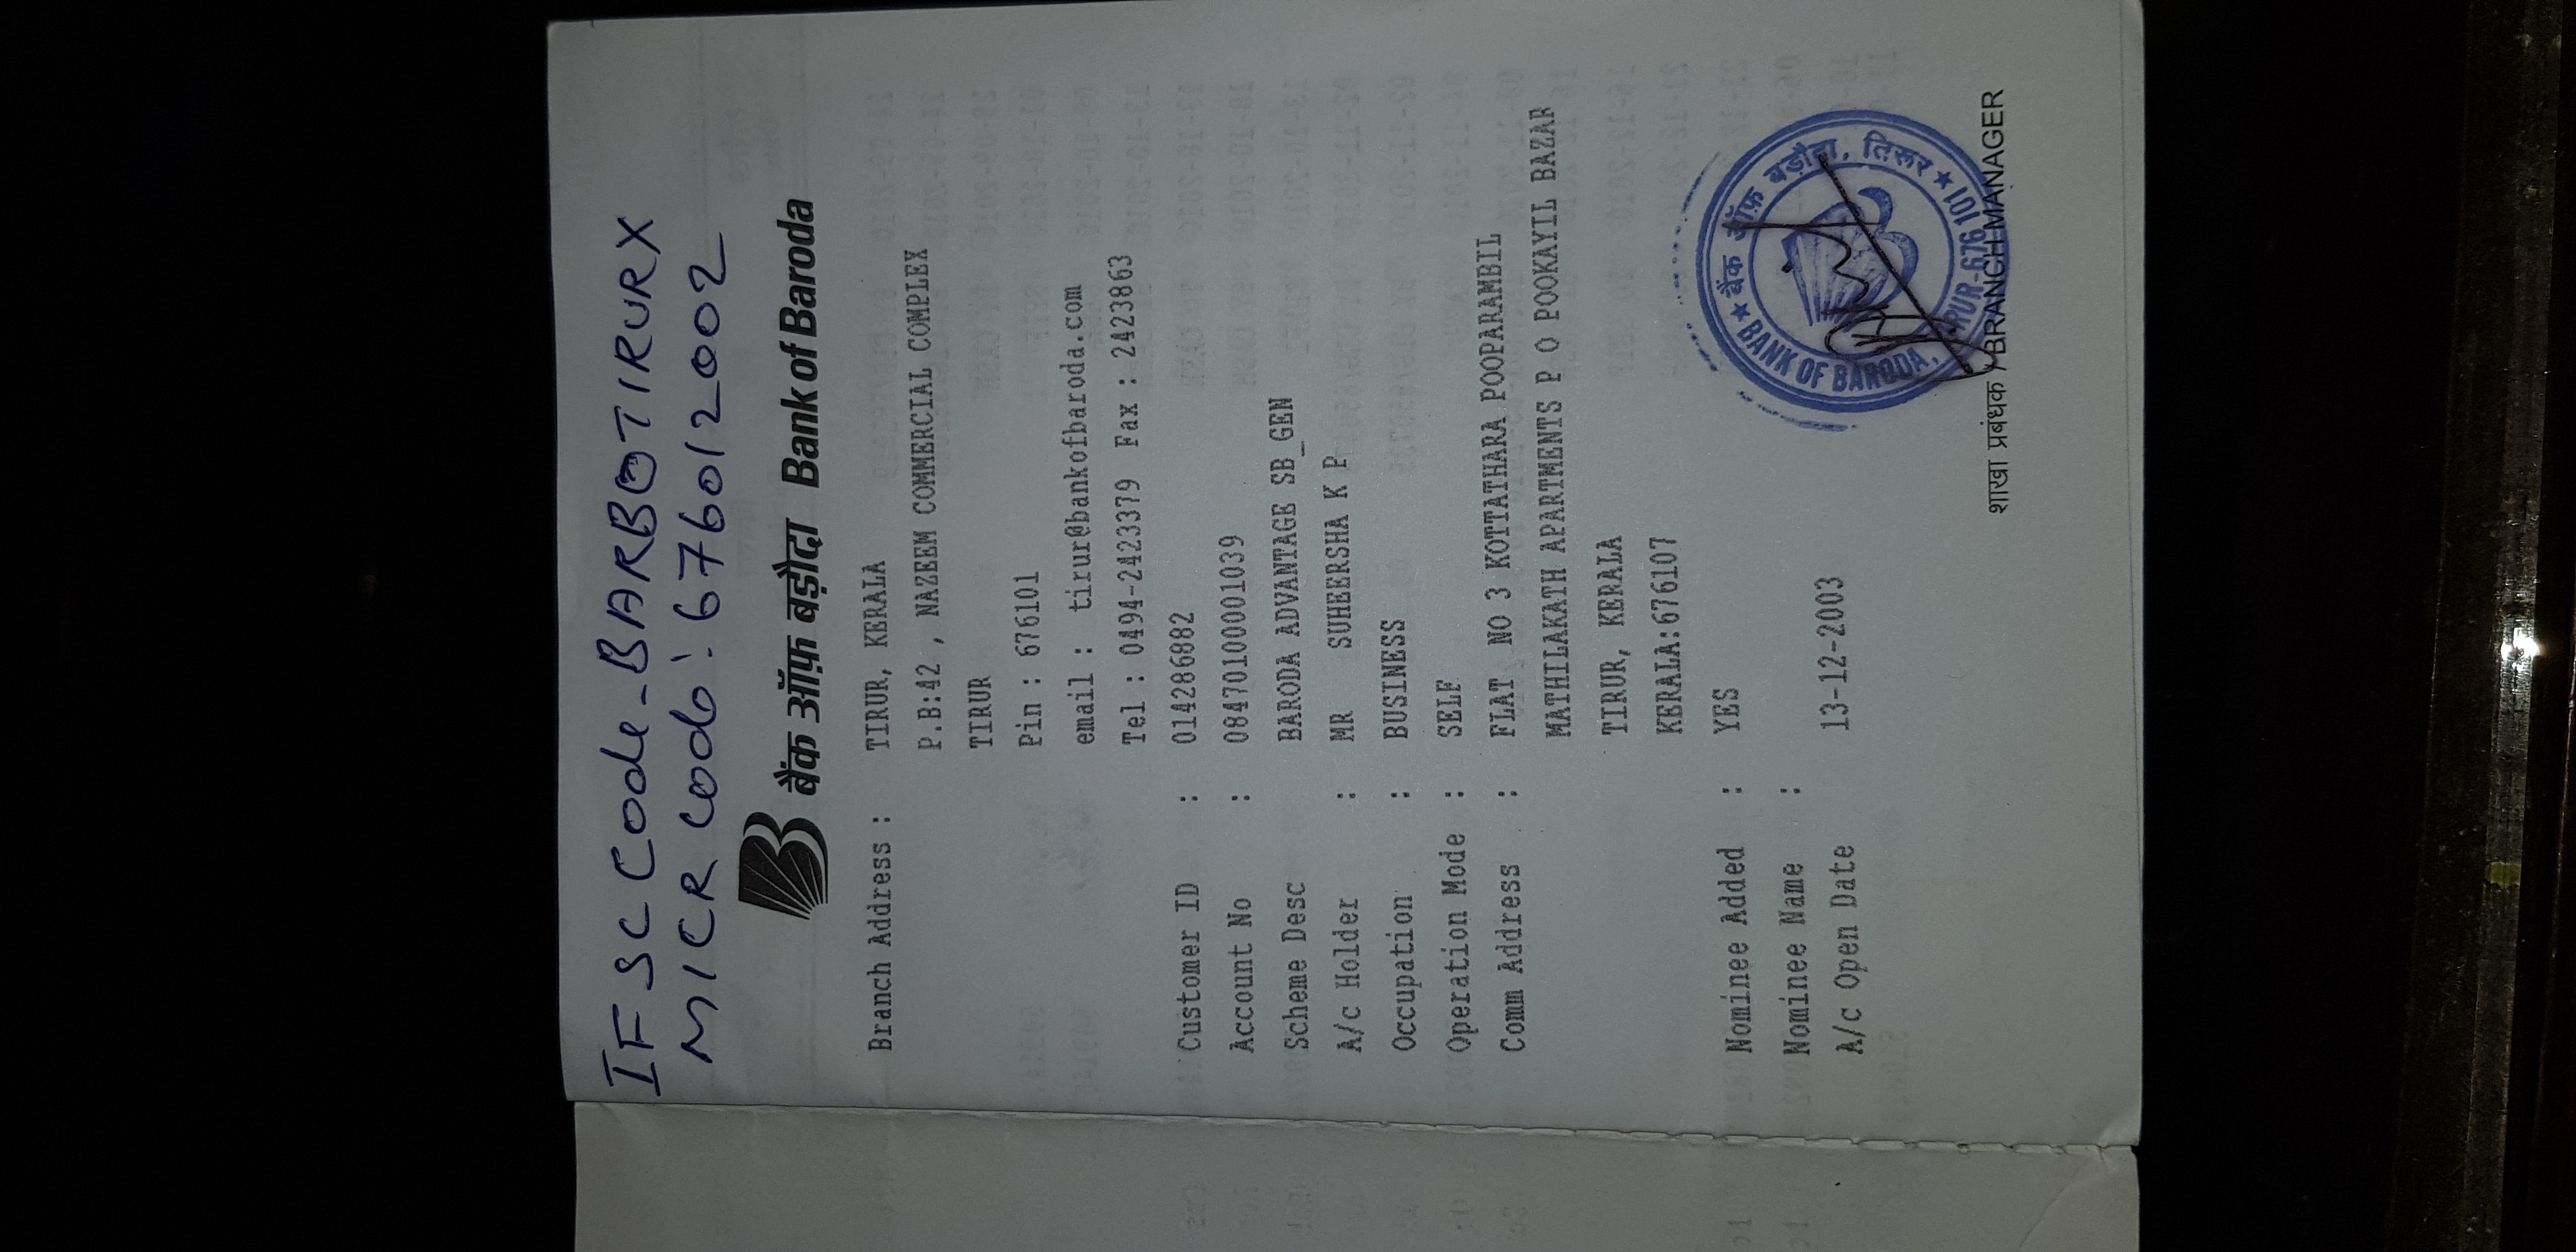 IFSC Code - BARB0TIRURX
MICR Code: 676012002
बैंक ऑफ़ बड़ौदा Bank of Baroda
Branch Address : TIRUR, KERALA
P.B:42 , NAZEEM COMMERCIAL COMPLEX
TIRUR
Pin : 676101
email : tirur@bankofbaroda.com
Tel : 0494-2423379 Fax : 2423863
Customer ID : 014286882
Account No : 08470100001039
Scheme Desc BARODA ADVANTAGE SB_GEN
A/c Holder : MR SUHEERSHA K P
Occupation : BUSINESS
Operation Mode : SELF
Comm Address : FLAT NO 3 KOTTATHARA POOPARAMBIL
MATHILAKATH APARTMENTS P O POOKAYIL BAZAR
TIRUR, KERALA
KERALA:676107
Nominee Added : YES
Nominee Name :
A/c Open Date 13-12-2003
बैंक ऑफ़ बड़ौदा, तिरूर
BANK OF BARODA, TIRUR-676 101
शाखा प्रबंधक / BRANCH MANAGER